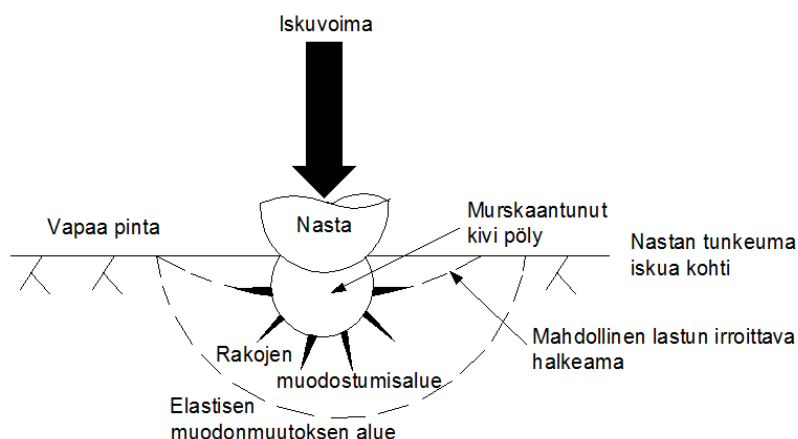 Iskuvoima
Vapaa pinta
Nasta
Murskaantunut
kivi pöly
Nastan tunkeuma
iskua kohti
Mahdollinen lastun irroittava
halkeama
Rakojen
muodostumisalue
Elastisen
muodonmuutoksen alue